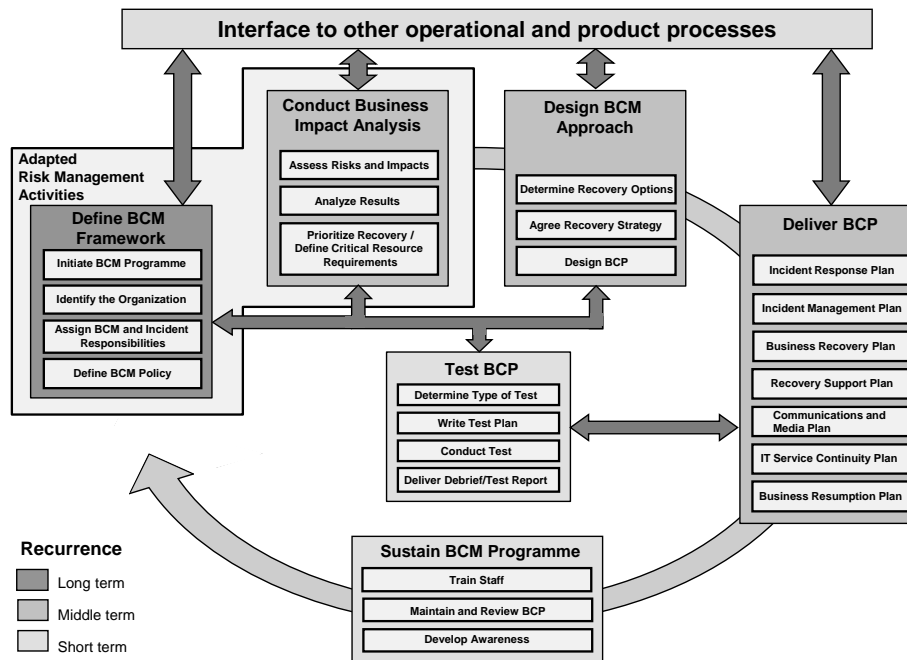 Interface to other operational and product processes
Conduct Business
Impact Analysis
Assess Risks and Impacts
Analyze Results
Prioritize Recovery /
Define Critical Resource
Requirements
Design BCM
Approach
Determine Recovery Options
Agree Recovery Strategy
Design BCP
Adapted
Risk Management
Activities
Define BCM
Framework
Initiate BCM Programme
Identify the Organization
Assign BCM and Incident
Responsibilities
Define BCM Policy
Deliver BCP
Incident Response Plan
Incident Management Plan
Business Recovery Plan
Recovery Support Plan
Communications and
Media Plan
IT Service Continuity Plan
Business Resumption Plan
Test BCP
Determine Type of Test
Write Test Plan
Conduct Test
Deliver Debrief/Test Report
Sustain BCM Programme
Train Staff
Maintain and Review BCP
Develop Awareness
Recurrence
Long term
Middle term
Short term